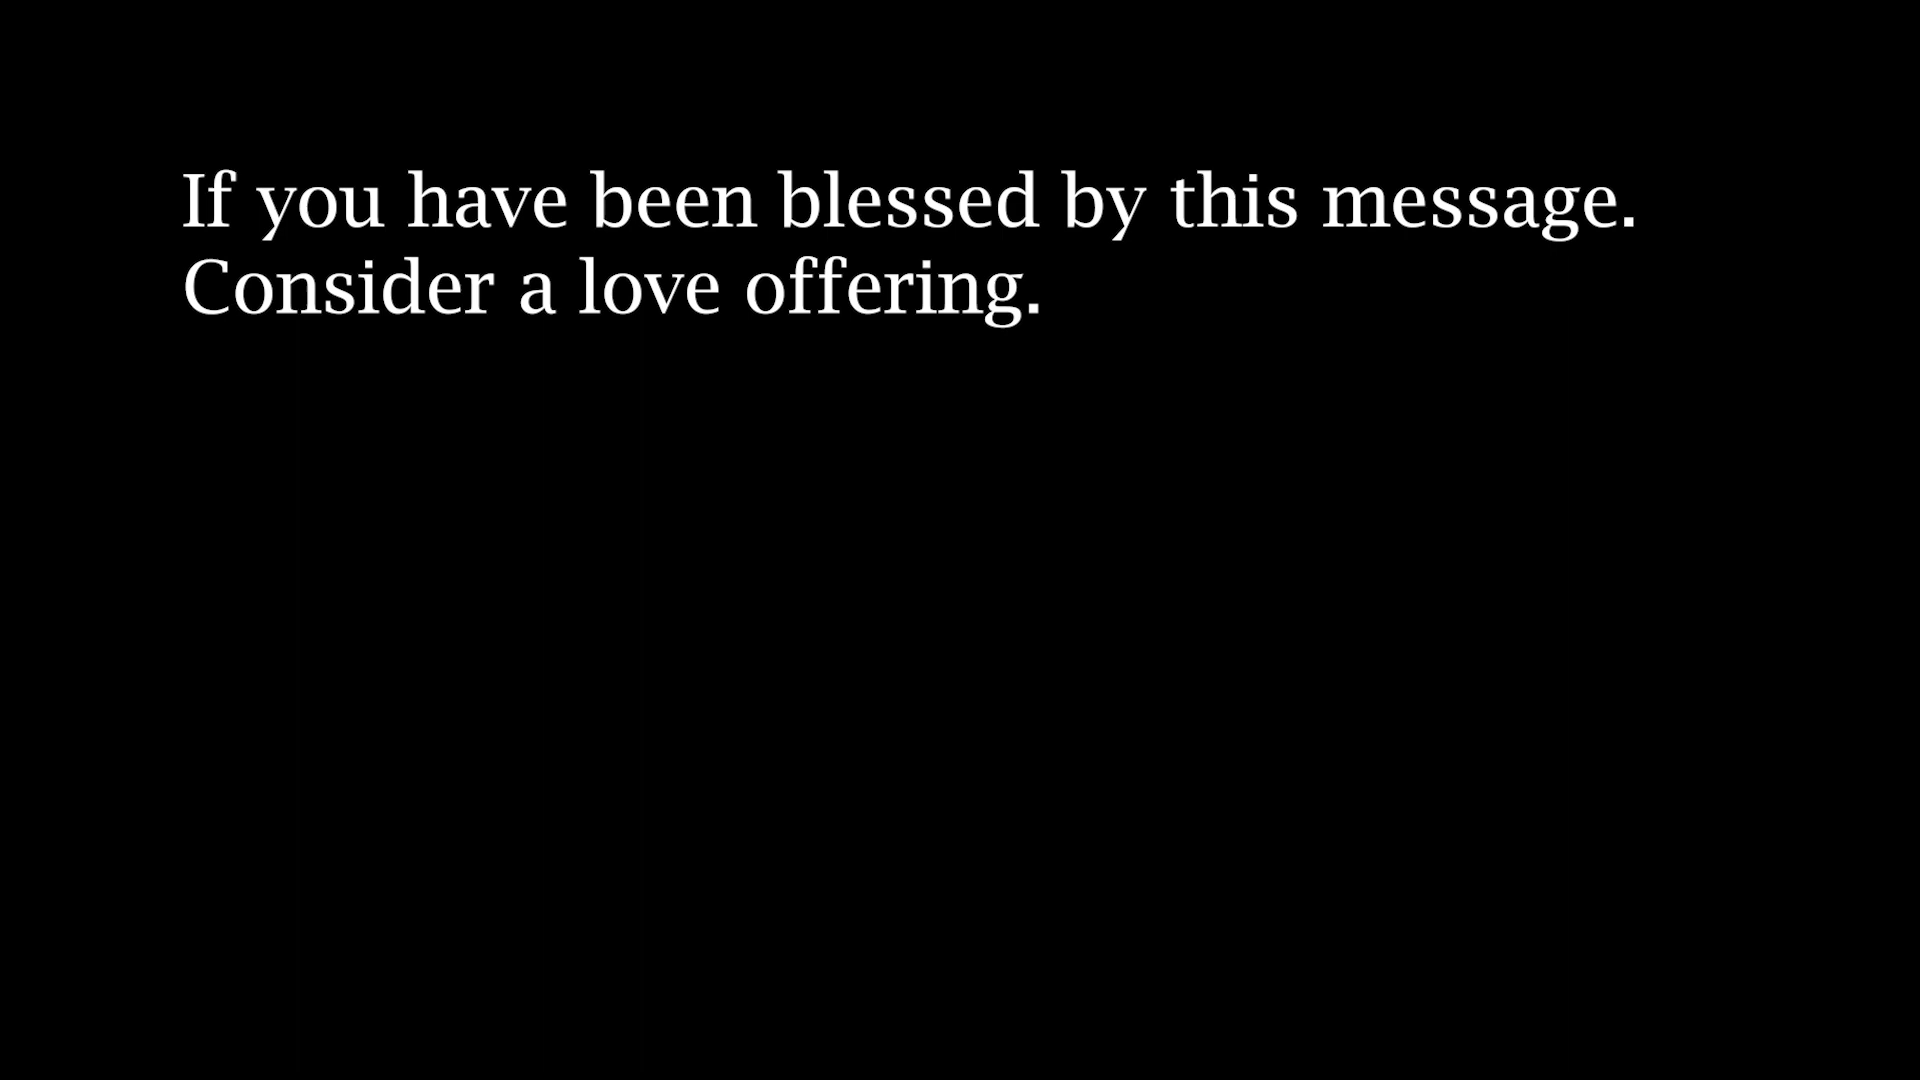 If you have been blessed by this message.
Consider a love offering.